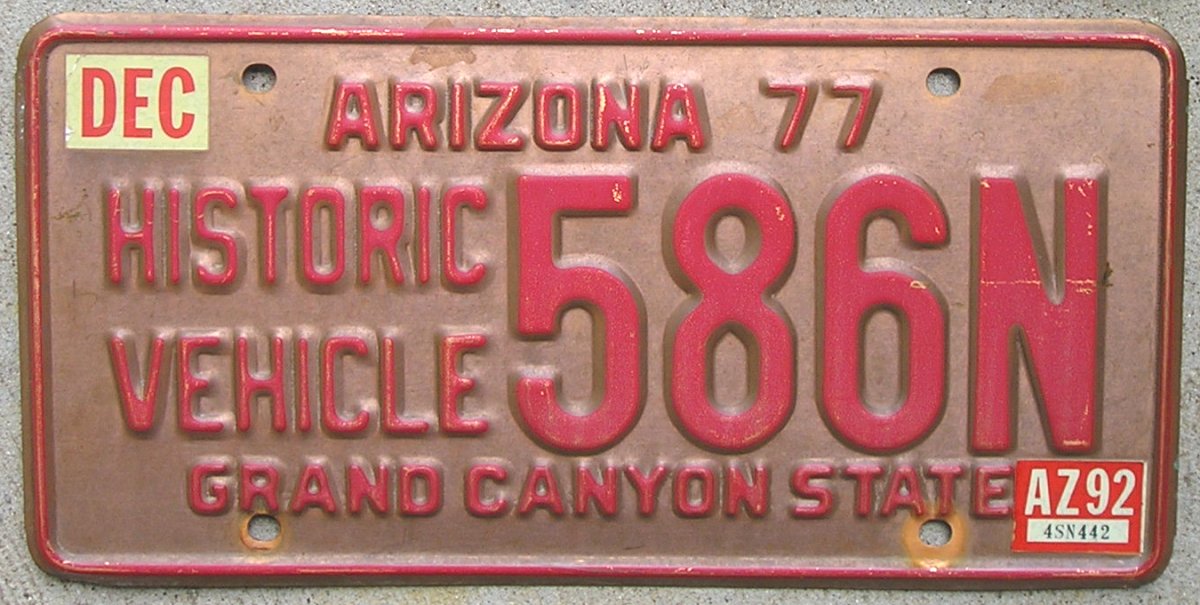 DEC
ARIZONA 77
HISTORIC
VEHICLE
586N
GRAND CANYON STATE
AZ92
4SN442